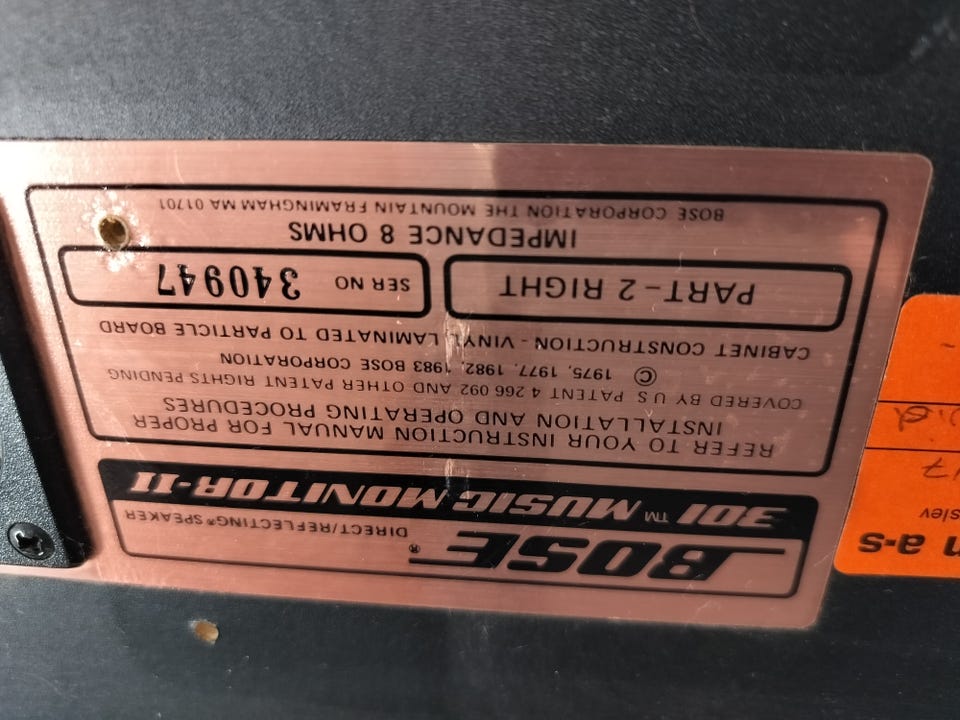 BOSE®
DIRECT/REFLECTING® SPEAKER
301™ MUSIC MONITOR-II
REFER TO YOUR INSTRUCTION MANUAL FOR PROPER
INSTALLATION AND OPERATING PROCEDURES
COVERED BY U.S. PATENT 4 266 092 AND OTHER PATENT RIGHTS PENDING
© 1975, 1977, 1982, 1983 BOSE CORPORATION
CABINET CONSTRUCTION - VINYL LAMINATED TO PARTICLE BOARD
PART-2 RIGHT
SER NO 340947
IMPEDANCE 8 OHMS
BOSE CORPORATION THE MOUNTAIN FRAMINGHAM MA 01701
n a-s
slev
17